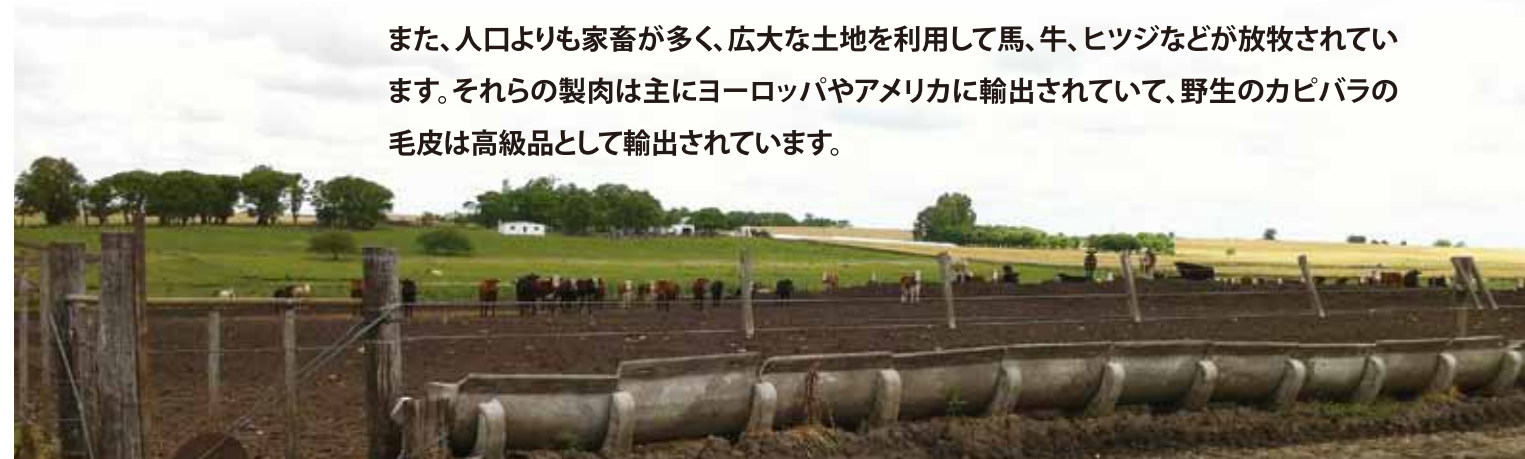 また、人口よりも家畜が多く、広大な土地を利用して馬、牛、ヒツジなどが放牧されてい
ます。それらの製肉は主にヨーロッパやアメリカに輸出されていて、野生のカピバラの
毛皮は高級品として輸出されています。